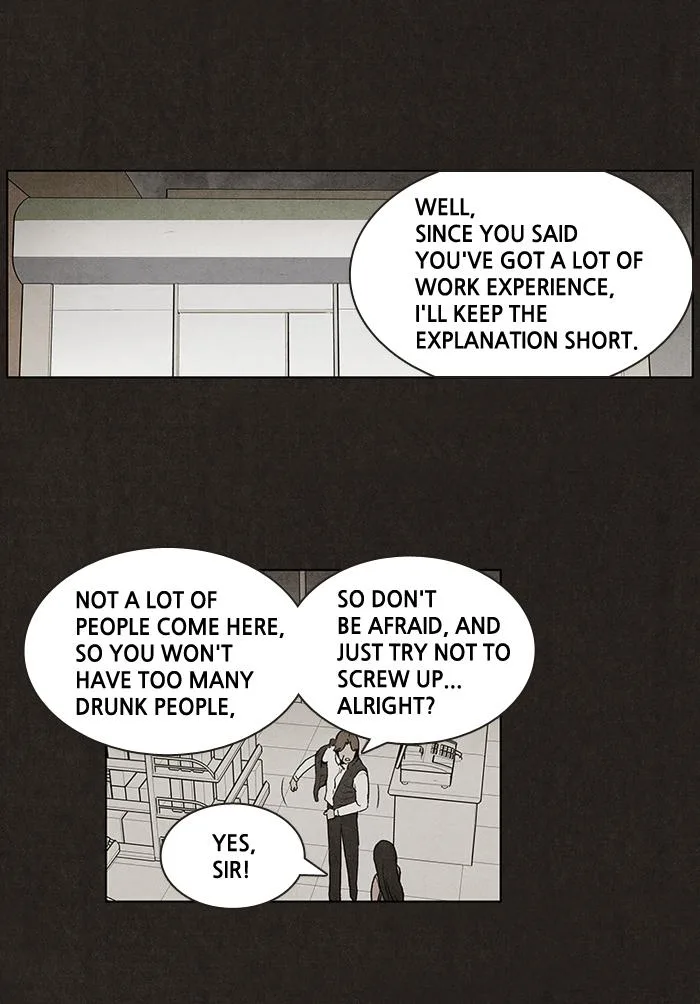 WELL,
SINCE YOU SAID
YOU'VE GOT A LOT OF
WORK EXPERIENCE,
I'LL KEEP THE
EXPLANATION SHORT.
NOT A LOT OF
PEOPLE COME HERE,
SO YOU WON'T
HAVE TOO MANY
DRUNK PEOPLE,
SO DON'T
BE AFRAID, AND
JUST TRY NOT TO
SCREW UP...
ALRIGHT?
YES,
SIR!